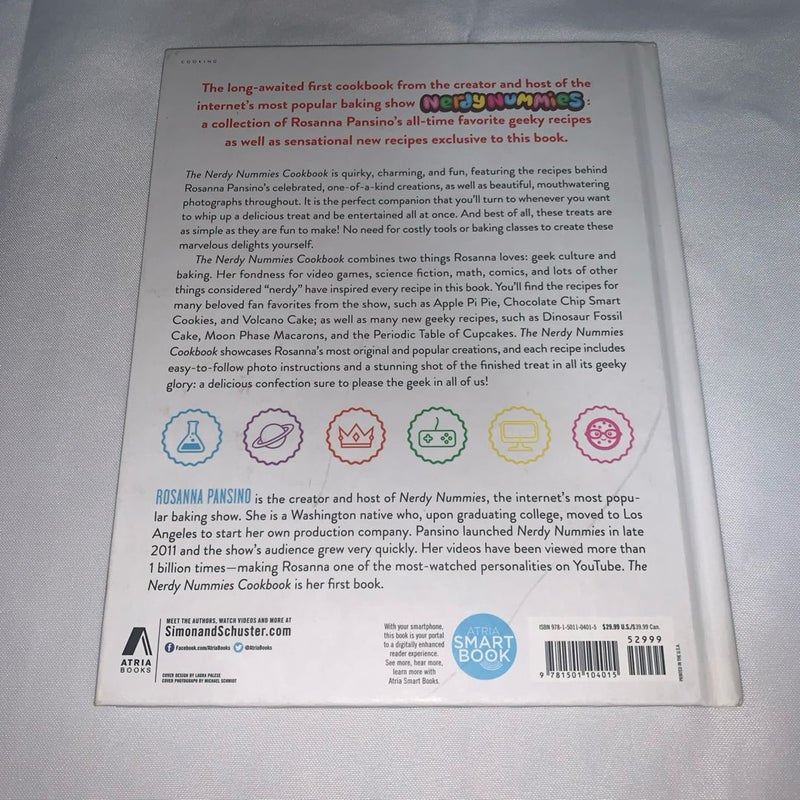 COOKING
The long-awaited first cookbook from the creator and host of the
internet's most popular baking show NerdyNummies:
a collection of Rosanna Pansino's all-time favorite geeky recipes
as well as sensational new recipes exclusive to this book.
The Nerdy Nummies Cookbook is quirky, charming, and fun, featuring the recipes behind
Rosanna Pansino's celebrated, one-of-a-kind creations, as well as beautiful, mouthwatering
photographs throughout. It is the perfect companion that you'll turn to whenever you want
to whip up a delicious treat and be entertained all at once. And best of all, these treats are
as simple as they are fun to make! No need for costly tools or baking classes to create these
marvelous delights yourself.
The Nerdy Nummies Cookbook combines two things Rosanna loves: geek culture and
baking. Her fondness for video games, science fiction, math, comics, and lots of other
things considered "nerdy" have inspired every recipe in this book. You'll find the recipes for
many beloved fan favorites from the show, such as Apple Pi Pie, Chocolate Chip Smart
Cookies, and Volcano Cake; as well as many new geeky recipes, such as Dinosaur Fossil
Cake, Moon Phase Macarons, and the Periodic Table of Cupcakes. The Nerdy Nummies
Cookbook showcases Rosanna's most original and popular creations, and each recipe includes
easy-to-follow photo instructions and a stunning shot of the finished treat in all its geeky
glory: a delicious confection sure to please the geek in all of us!
ROSANNA PANSINO is the creator and host of Nerdy Nummies, the internet's most popu-
lar baking show. She is a Washington native who, upon graduating college, moved to Los
Angeles to start her own production company. Pansino launched Nerdy Nummies in late
2011 and the show's audience grew very quickly. Her videos have been viewed more than
1 billion times—making Rosanna one of the most-watched personalities on YouTube. The
Nerdy Nummies Cookbook is her first book.
ATRIA
BOOKS
MEET THE AUTHORS, WATCH VIDEOS AND MORE AT
SimonandSchuster.com
Facebook.com/AtriaBooks @AtriaBooks
COVER DESIGN BY LAURA PALESE
COVER PHOTOGRAPH BY MICHAEL SCHMIDT
With your smartphone,
this book is your portal
to a digitally enhanced
reader experience.
See more, hear more,
learn more with
Atria Smart Books.
ATRIA
SMART
BOOK
ISBN 978-1-5011-0401-5 $29.99 U.S./$39.99 Can.
52999
9 781501 104015
PRINTED IN THE U.S.A.